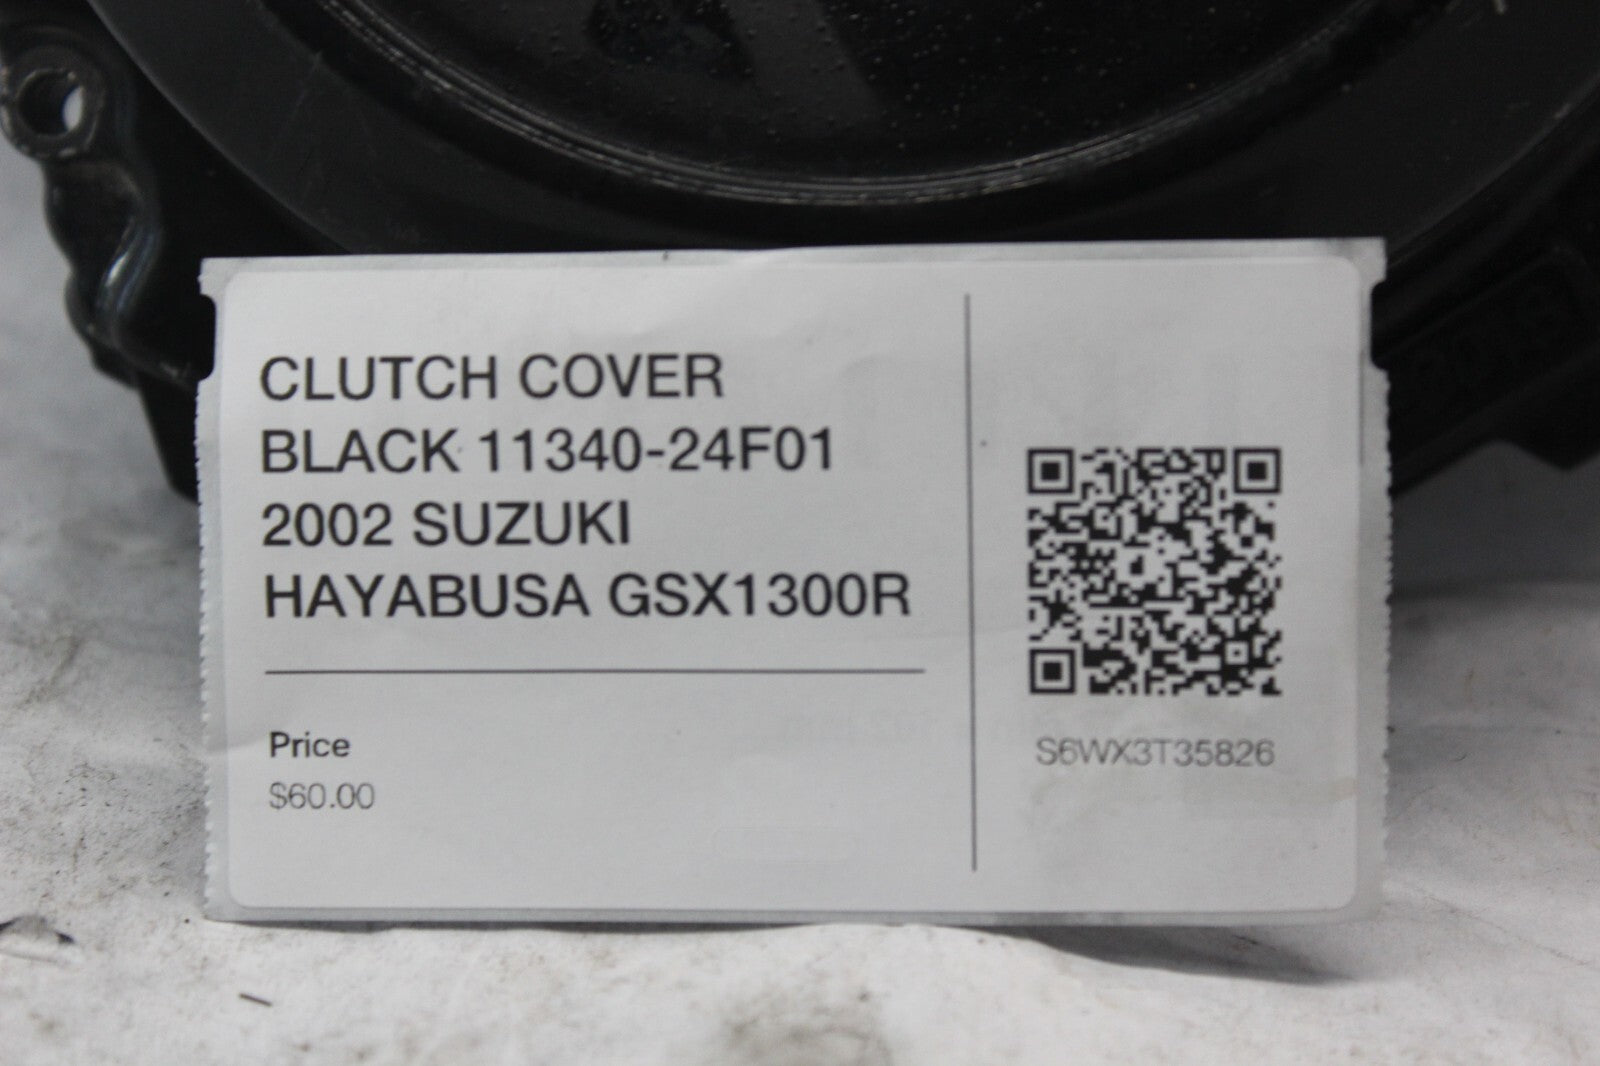 CLUTCH COVER
BLACK 11340-24F01
2002 SUZUKI
HAYABUSA GSX1300R
Price
$60.00
S6WX3T35826